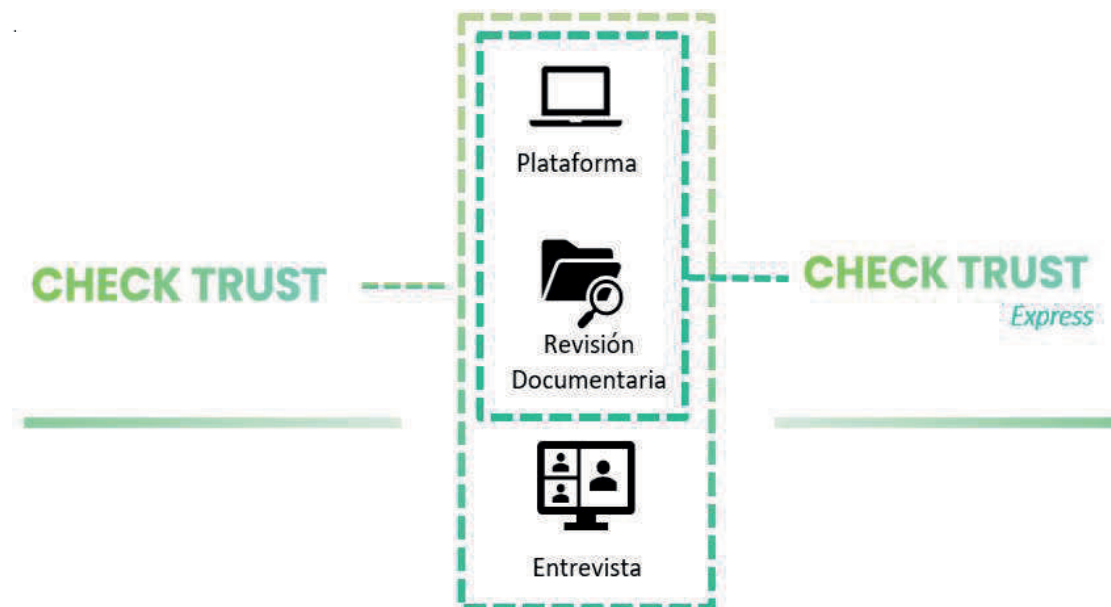 .
Plataforma
CHECK TRUST
CHECK TRUST
Express
Revisión
Documentaria
Entrevista